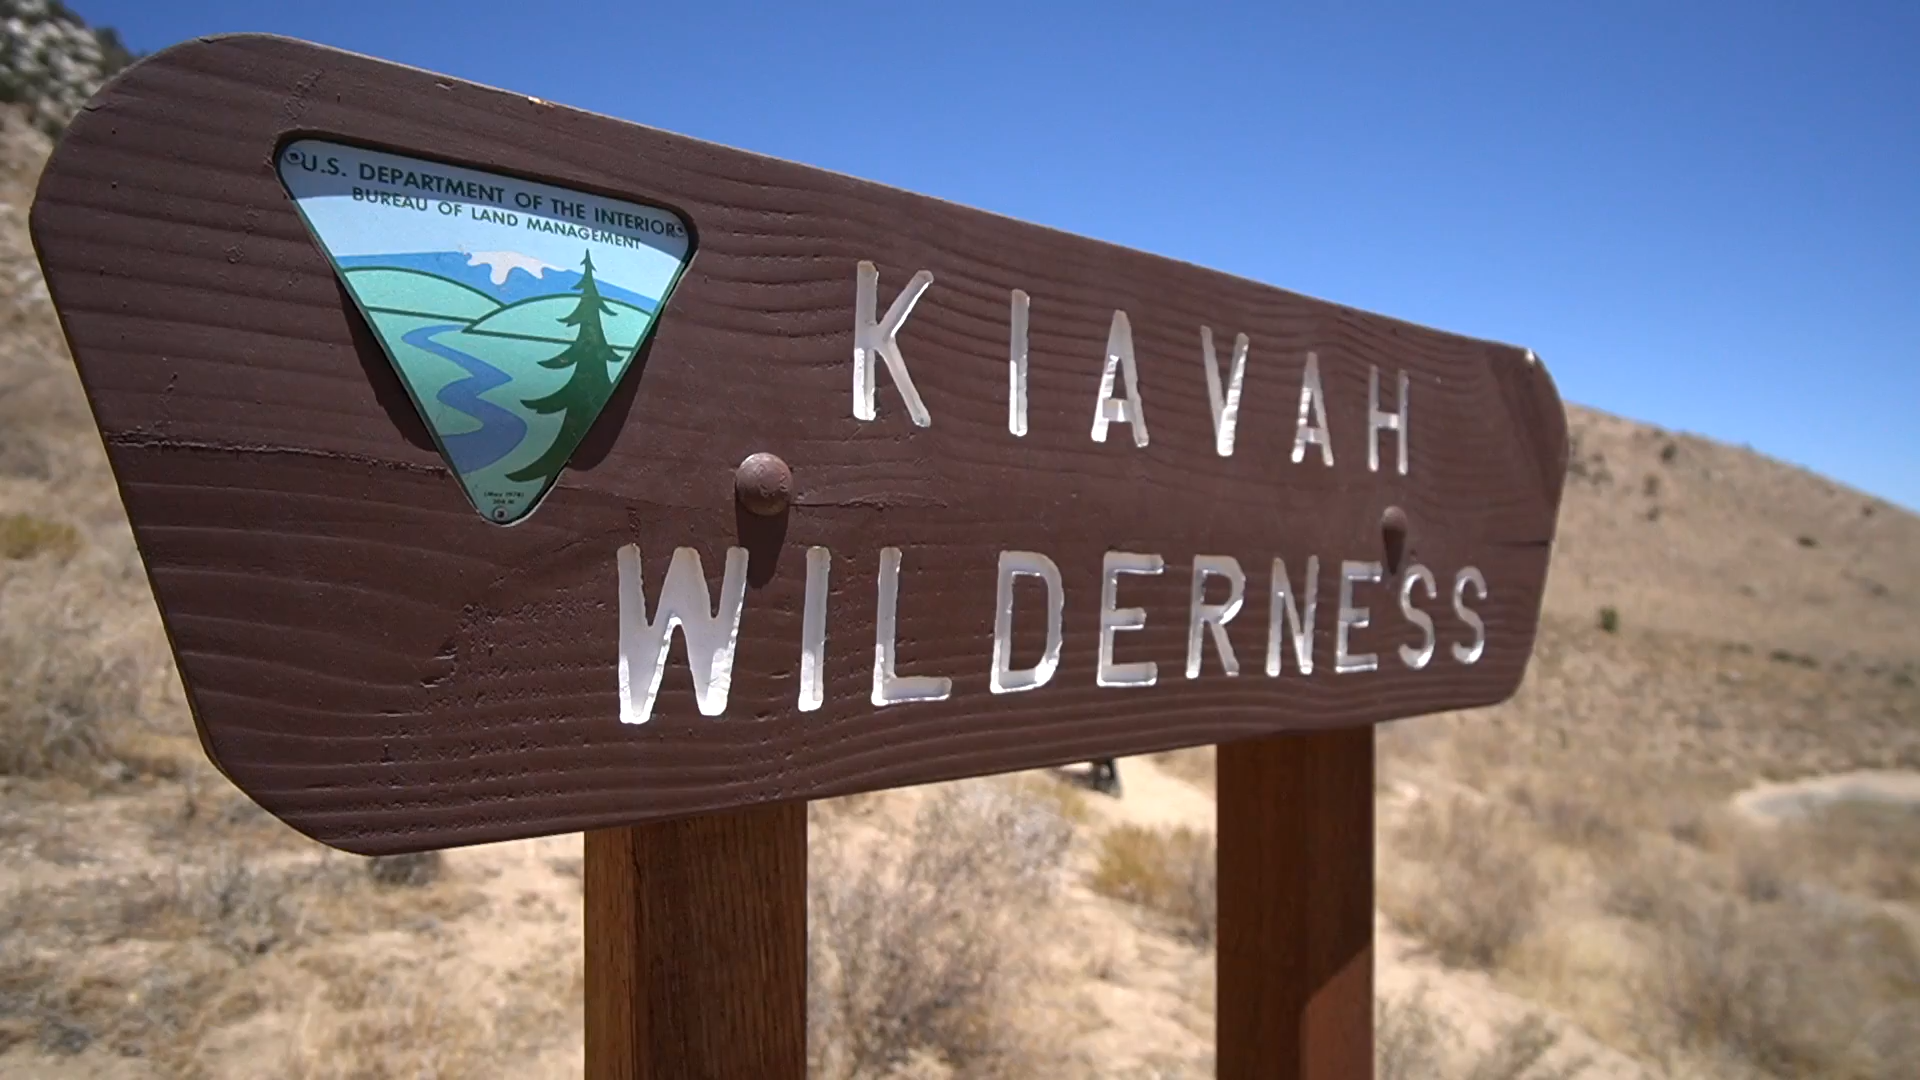 U.S. DEPARTMENT OF THE INTERIOR
BUREAU OF LAND MANAGEMENT
KIAVAH
WILDERNESS